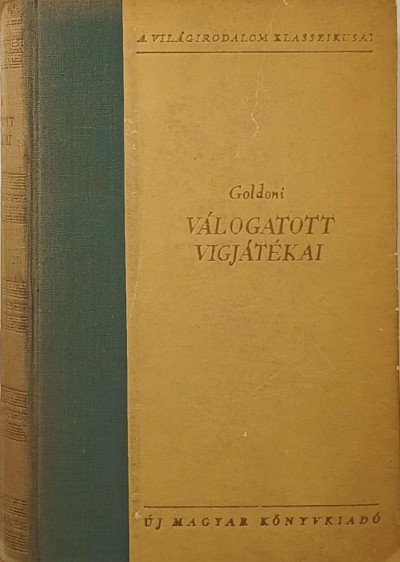 A VILÁGIRODALOM KLASSZIKUSAI
Goldoni
VÁLOGATOTT
VIGJÁTÉKAI
ÚJ MAGYAR KÖNYVKIADÓ